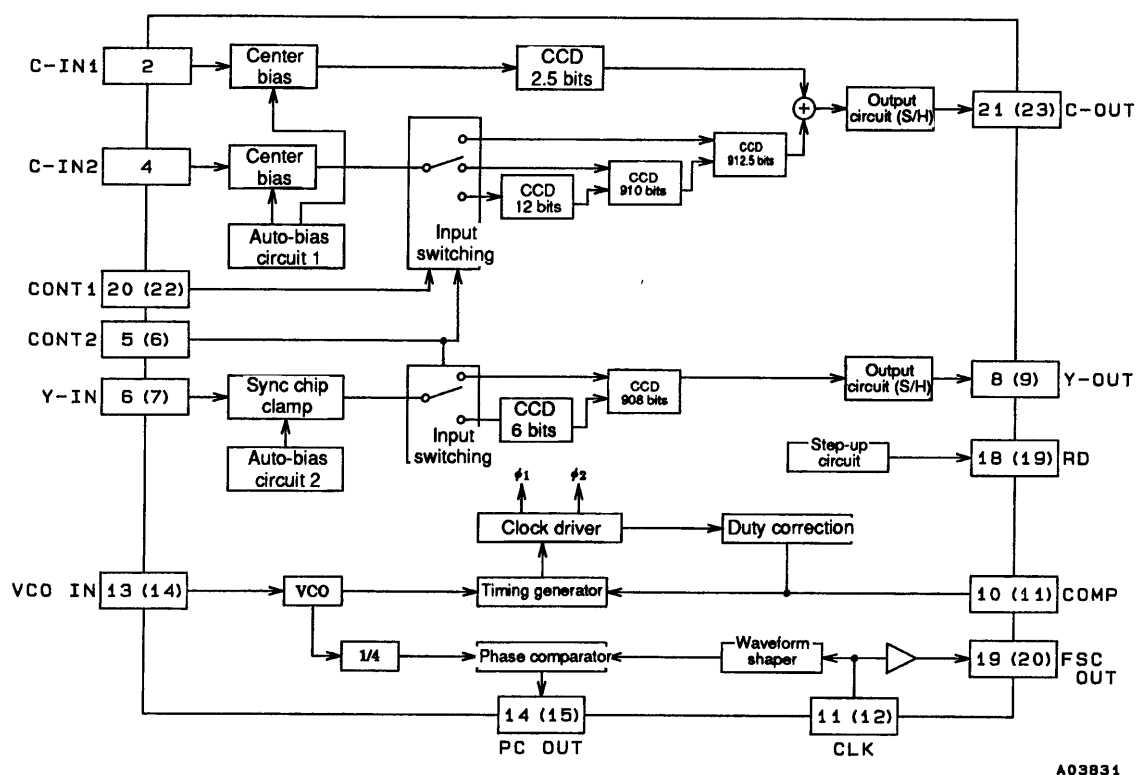 C-IN1
2
Center
bias
CCD
2.5 bits
+
Output
circuit (S/H)
21 (23)
C-OUT
C-IN2
4
Center
bias
CCD
912.5 bits
CCD
910 bits
CCD
12 bits
Auto-bias
circuit 1
Input
switching
CONT1
20 (22)
CONT2
5 (6)
Y-IN
6 (7)
Sync chip
clamp
CCD
908 bits
CCD
6 bits
Input
switching
Output
circuit (S/H)
8 (9)
Y-OUT
Auto-bias
circuit 2
Step-up
circuit
18 (19)
RD
ϕ1
ϕ2
Clock driver
Duty correction
VCO IN
13 (14)
VCO
Timing generator
10 (11)
COMP
1/4
Phase comparator
Waveform
shaper
19 (20)
FSC
OUT
14 (15)
PC OUT
11 (12)
CLK
A03831